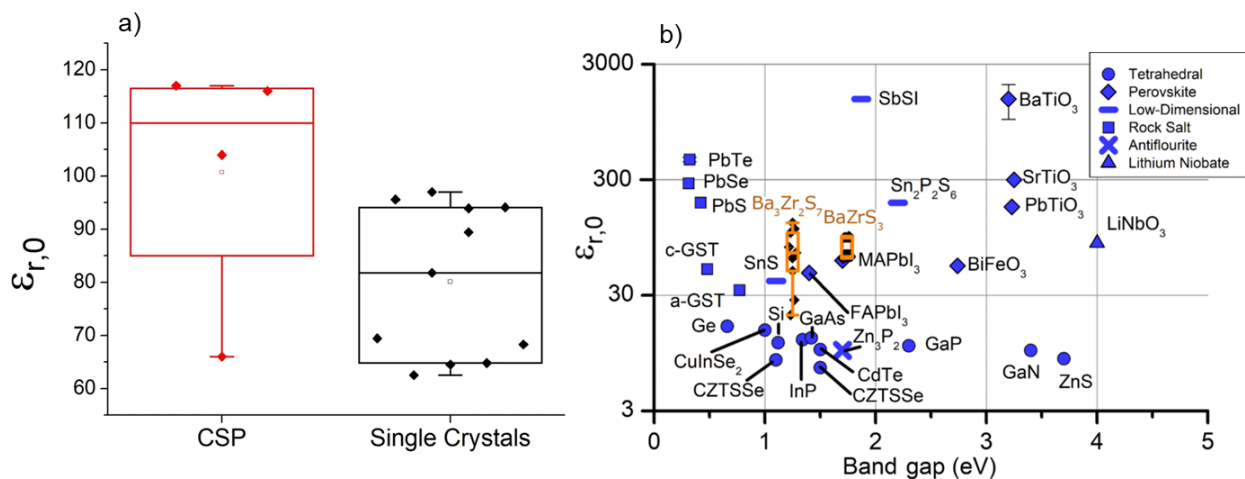 a)
εr,0
120
110
100
90
80
70
60
CSP
Single Crystals
b)
εr,0
3000
300
30
3
0
1
2
3
4
5
Band gap (eV)
Tetrahedral
Perovskite
Low-Dimensional
Rock Salt
Antiflourite
Lithium Niobate
SbSI
BaTiO3
PbTe
PbSe
PbS
Sn2P2S6
SrTiO3
PbTiO3
LiNbO3
Ba3Zr2S7
BaZrS3
c-GST
SnS
MAPbI3
BiFeO3
a-GST
FAPbI3
Ge
Si
GaAs
Zn3P2
GaP
CuInSe2
CdTe
GaN
ZnS
CZTSSe
InP
CZTSSe